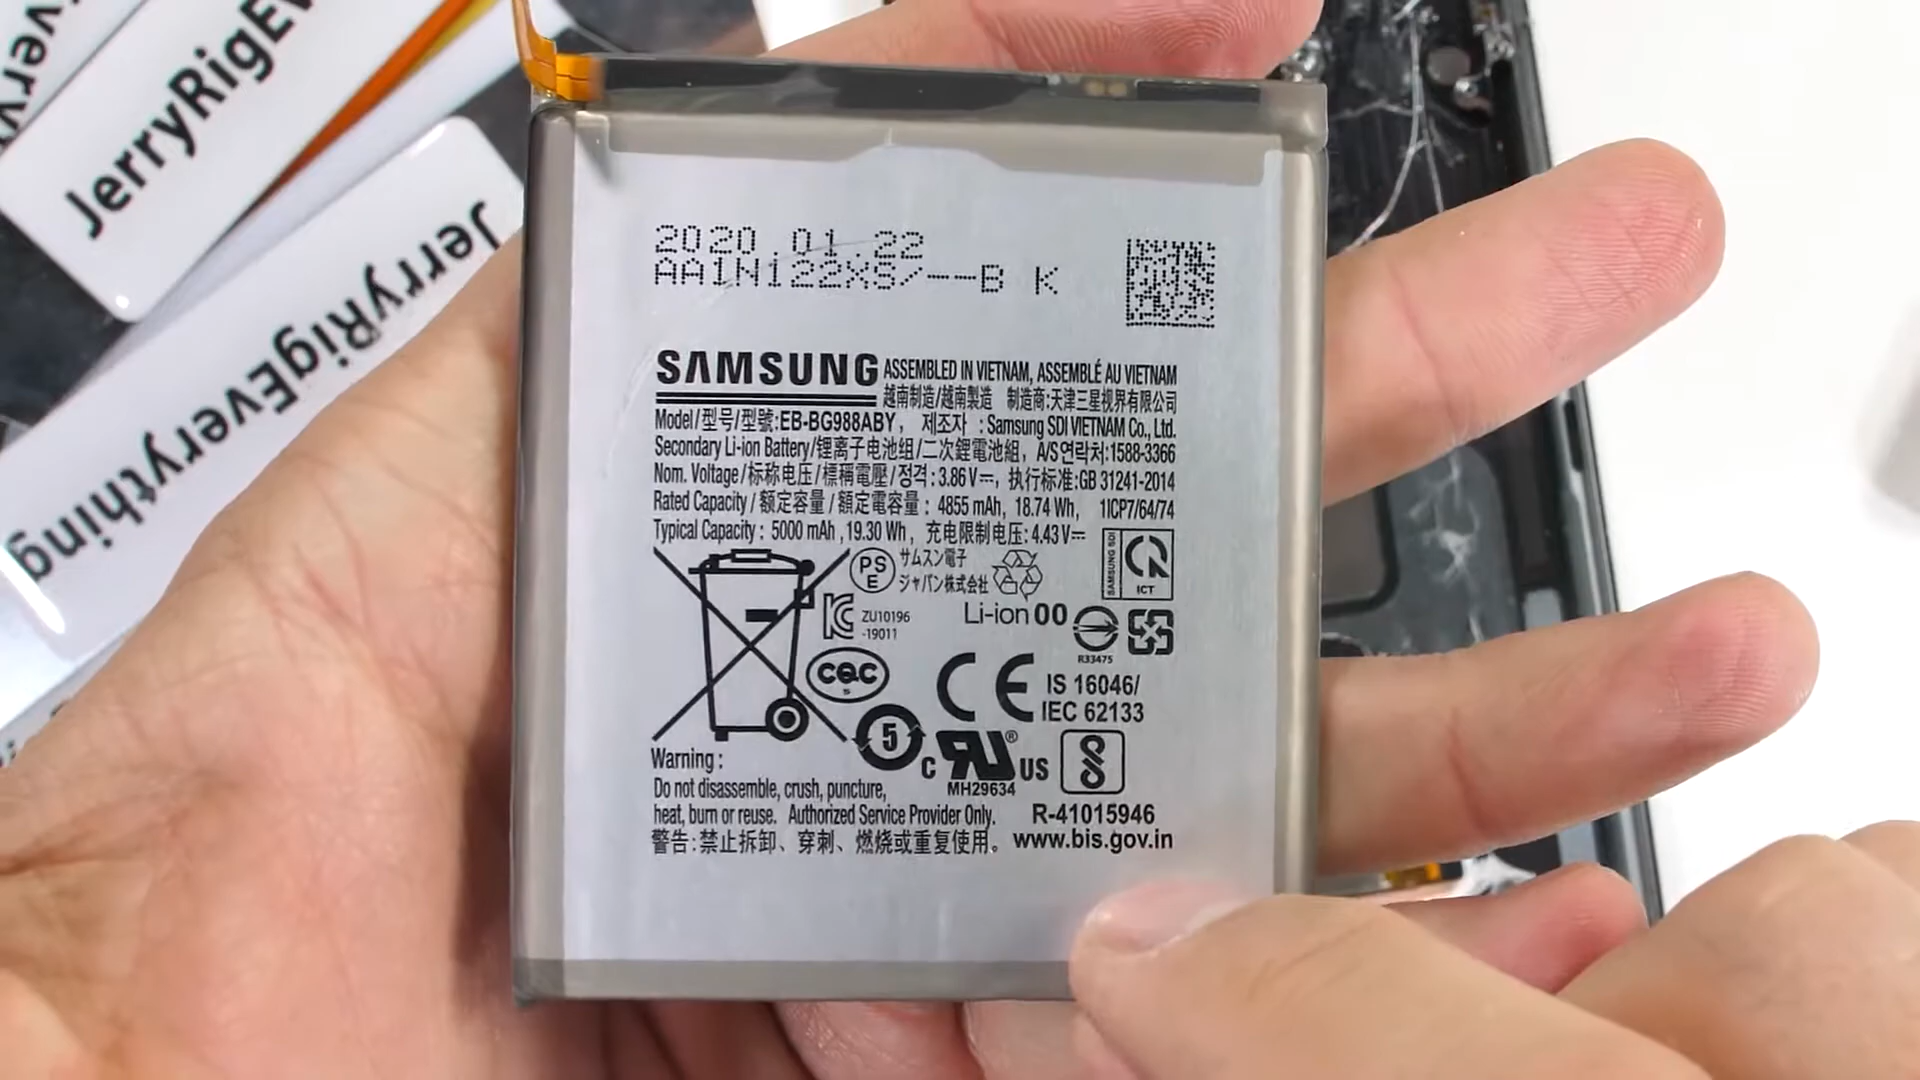 JerryRigEv
JerryRigEverything
2020.01.22
AA1N122XS/--B K
SAMSUNG ASSEMBLED IN VIETNAM, ASSEMBLÉ AU VIETNAM
越南制造/越南製造 制造商:天津三星视界有限公司
Model/型号/型號:EB-BG988ABY, 제조자 : Samsung SDI VIETNAM Co., Ltd.
Secondary Li-ion Battery/锂离子电池组/二次鋰電池組, A/S연락처:1588-3366
Nom. Voltage/标称电压/標稱電壓/정격:3.86V⎓, 执行标准:GB 31241-2014
Rated Capacity / 额定容量 / 額定電容量 : 4855 mAh, 18.74 Wh, 1ICP7/64/74
Typical Capacity : 5000 mAh ,19.30 Wh, 充电限制电压:4.43V⎓
PS E サムスン電子
ジャパン株式会社
SAMSUNG SDI
ICT
ZU10196
-19011
Li-ion 00
R33475
CQC
S
CE IS 16046/
IEC 62133
5
C RU® US
MH29634
Warning :
Do not disassemble, crush, puncture,
heat, burn or reuse. Authorized Service Provider Only.
R-41015946
警告:禁止拆卸、穿刺、燃烧或重复使用。 www.bis.gov.in